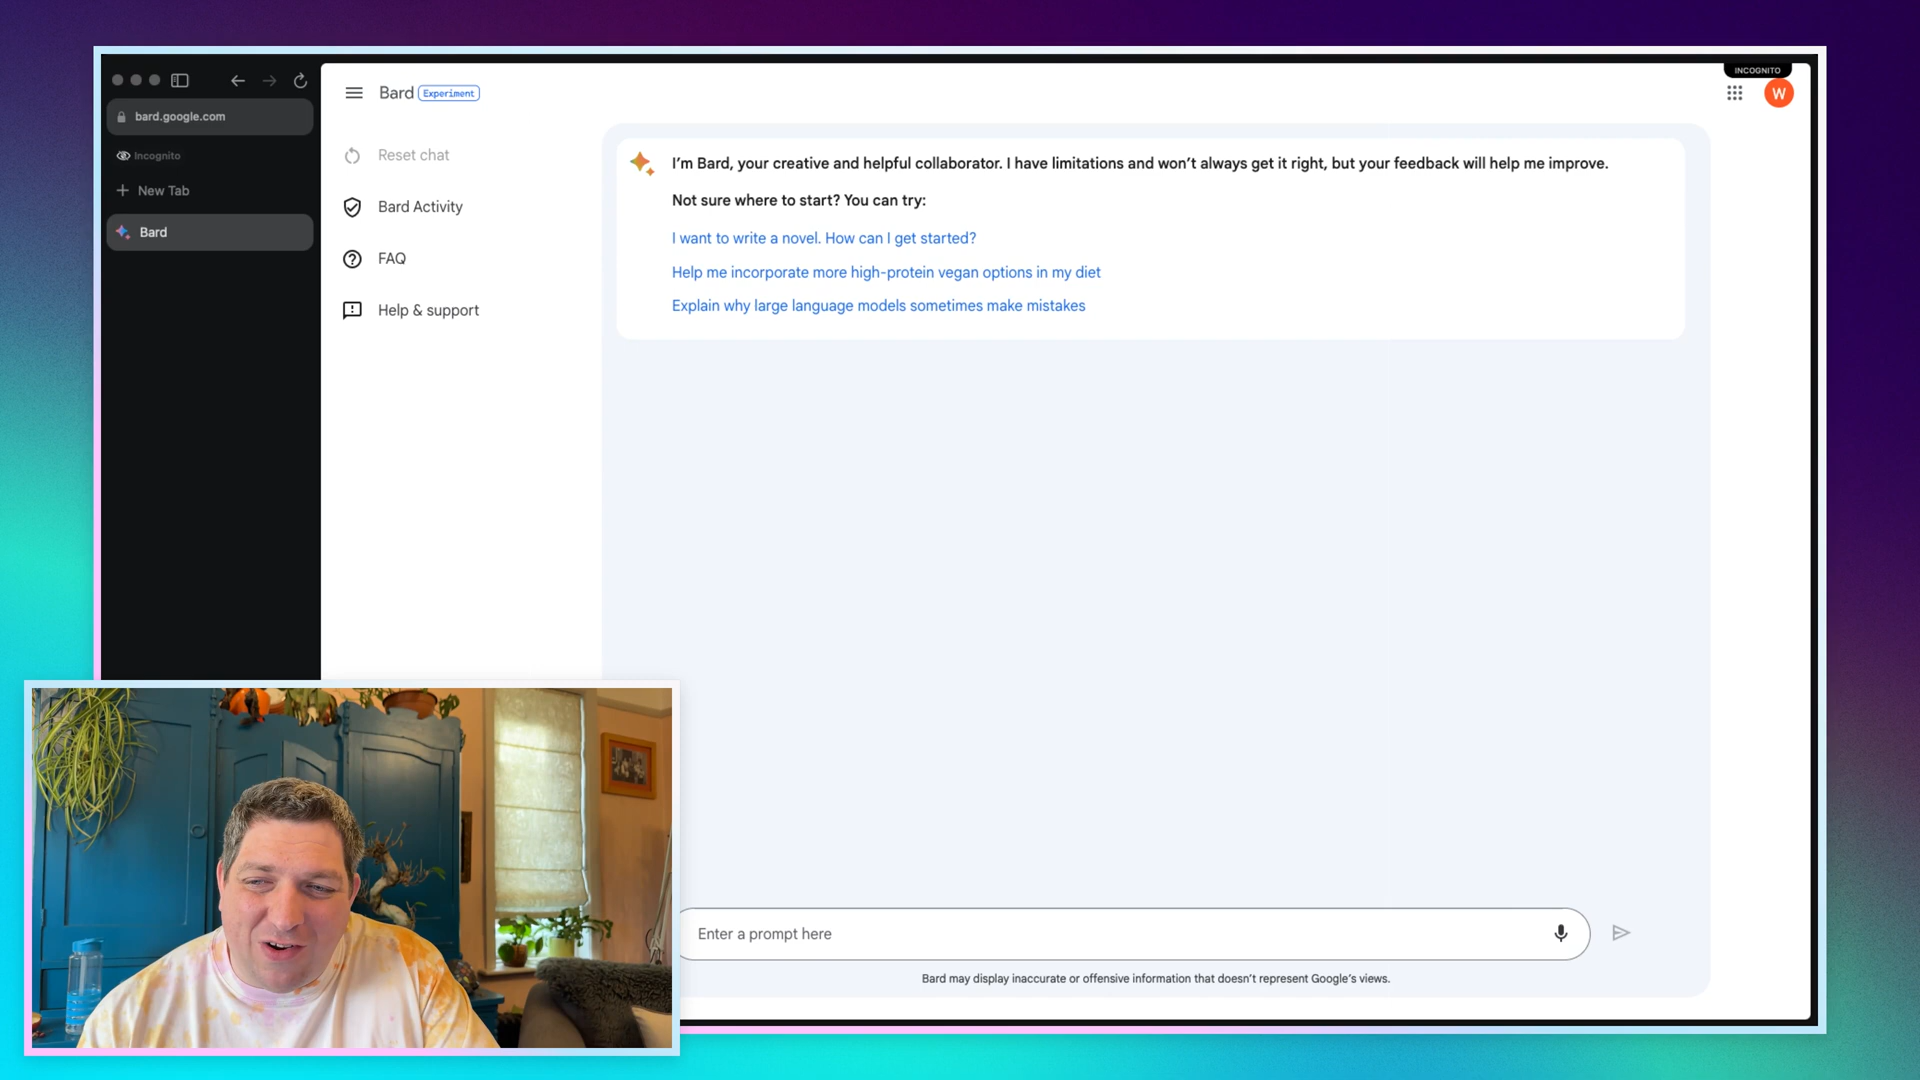 INCOGNITO
bard.google.com
Incognito
New Tab
Bard
Bard Experiment
W
Reset chat
Bard Activity
FAQ
Help & support
I'm Bard, your creative and helpful collaborator. I have limitations and won't always get it right, but your feedback will help me improve.
Not sure where to start? You can try:
I want to write a novel. How can I get started?
Help me incorporate more high-protein vegan options in my diet
Explain why large language models sometimes make mistakes
Enter a prompt here
Bard may display inaccurate or offensive information that doesn't represent Google's views.